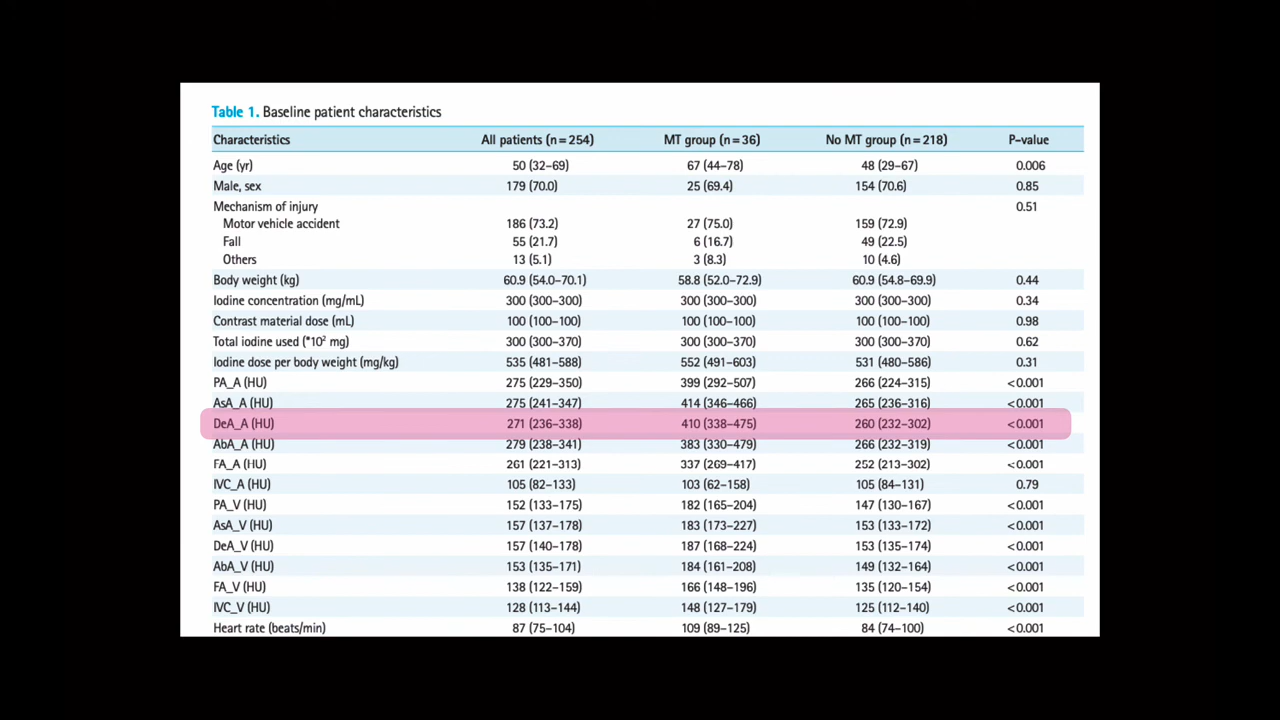 Table 1. Baseline patient characteristics
Characteristics All patients (n=254) MT group (n=36) No MT group (n=218) P-value
Age (yr) 50 (32–69) 67 (44–78) 48 (29–67) 0.006
Male, sex 179 (70.0) 25 (69.4) 154 (70.6) 0.85
Mechanism of injury 0.51
Motor vehicle accident 186 (73.2) 27 (75.0) 159 (72.9)
Fall 55 (21.7) 6 (16.7) 49 (22.5)
Others 13 (5.1) 3 (8.3) 10 (4.6)
Body weight (kg) 60.9 (54.0–70.1) 58.8 (52.0–72.9) 60.9 (54.8–69.9) 0.44
Iodine concentration (mg/mL) 300 (300–300) 300 (300–300) 300 (300–300) 0.34
Contrast material dose (mL) 100 (100–100) 100 (100–100) 100 (100–100) 0.98
Total iodine used (*10² mg) 300 (300–370) 300 (300–370) 300 (300–370) 0.62
Iodine dose per body weight (mg/kg) 535 (481–588) 552 (491–603) 531 (480–586) 0.31
PA_A (HU) 275 (229–350) 399 (292–507) 266 (224–315) <0.001
AsA_A (HU) 275 (241–347) 414 (346–466) 265 (236–316) <0.001
DeA_A (HU) 271 (236–338) 410 (338–475) 260 (232–302) <0.001
AbA_A (HU) 279 (238–341) 383 (330–479) 266 (232–319) <0.001
FA_A (HU) 261 (221–313) 337 (269–417) 252 (213–302) <0.001
IVC_A (HU) 105 (82–133) 103 (62–158) 105 (84–131) 0.79
PA_V (HU) 152 (133–175) 182 (165–204) 147 (130–167) <0.001
AsA_V (HU) 157 (137–178) 183 (173–227) 153 (133–172) <0.001
DeA_V (HU) 157 (140–178) 187 (168–224) 153 (135–174) <0.001
AbA_V (HU) 153 (135–171) 184 (161–208) 149 (132–164) <0.001
FA_V (HU) 138 (122–159) 166 (148–196) 135 (120–154) <0.001
IVC_V (HU) 128 (113–144) 148 (127–179) 125 (112–140) <0.001
Heart rate (beats/min) 87 (75–104) 109 (89–125) 84 (74–100) <0.001